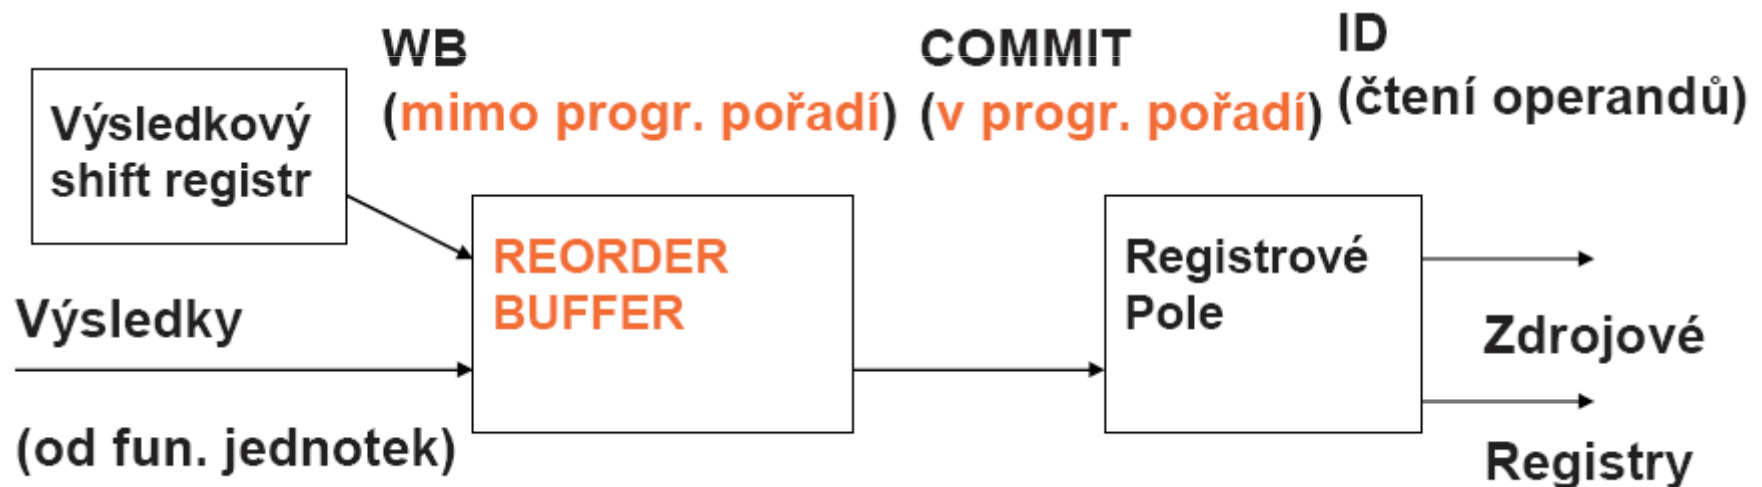 WB
(mimo progr. pořadí)
COMMIT
(v progr. pořadí)
ID
(čtení operandů)
Výsledkový
shift registr
REORDER
BUFFER
Registrové
Pole
Výsledky
(od fun. jednotek)
Zdrojové
Registry